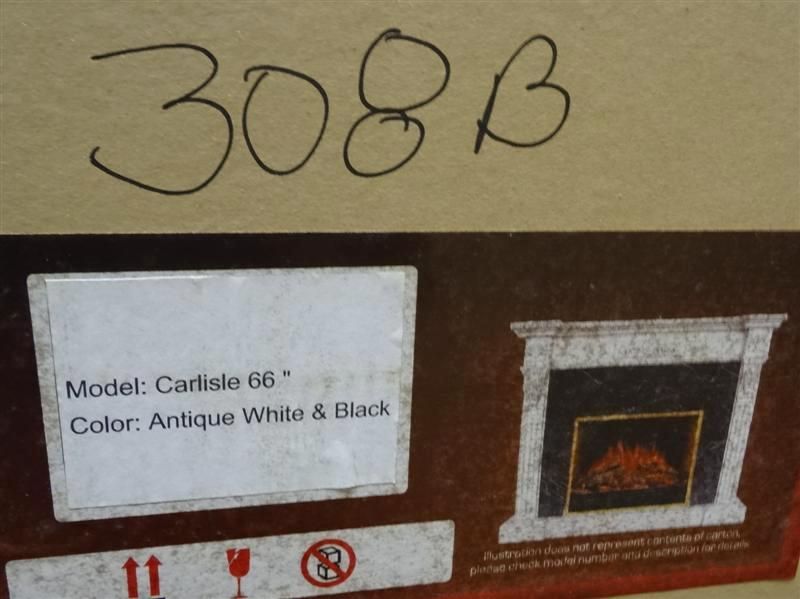 308B
Model: Carlisle 66 "
Color: Antique White & Black
Illustration does not represent contents of carton,
please check model number and description for details